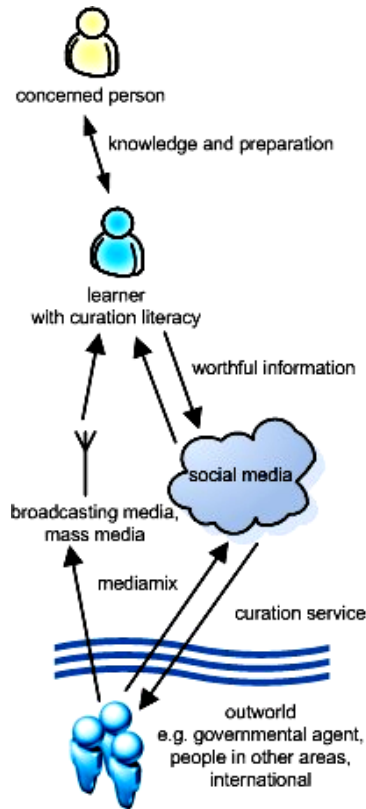 concerned person
knowledge and preparation
learner
with curation literacy
worthful information
social media
broadcasting media,
mass media
mediamix
curation service
outworld
e.g. governmental agent,
people in other areas,
international